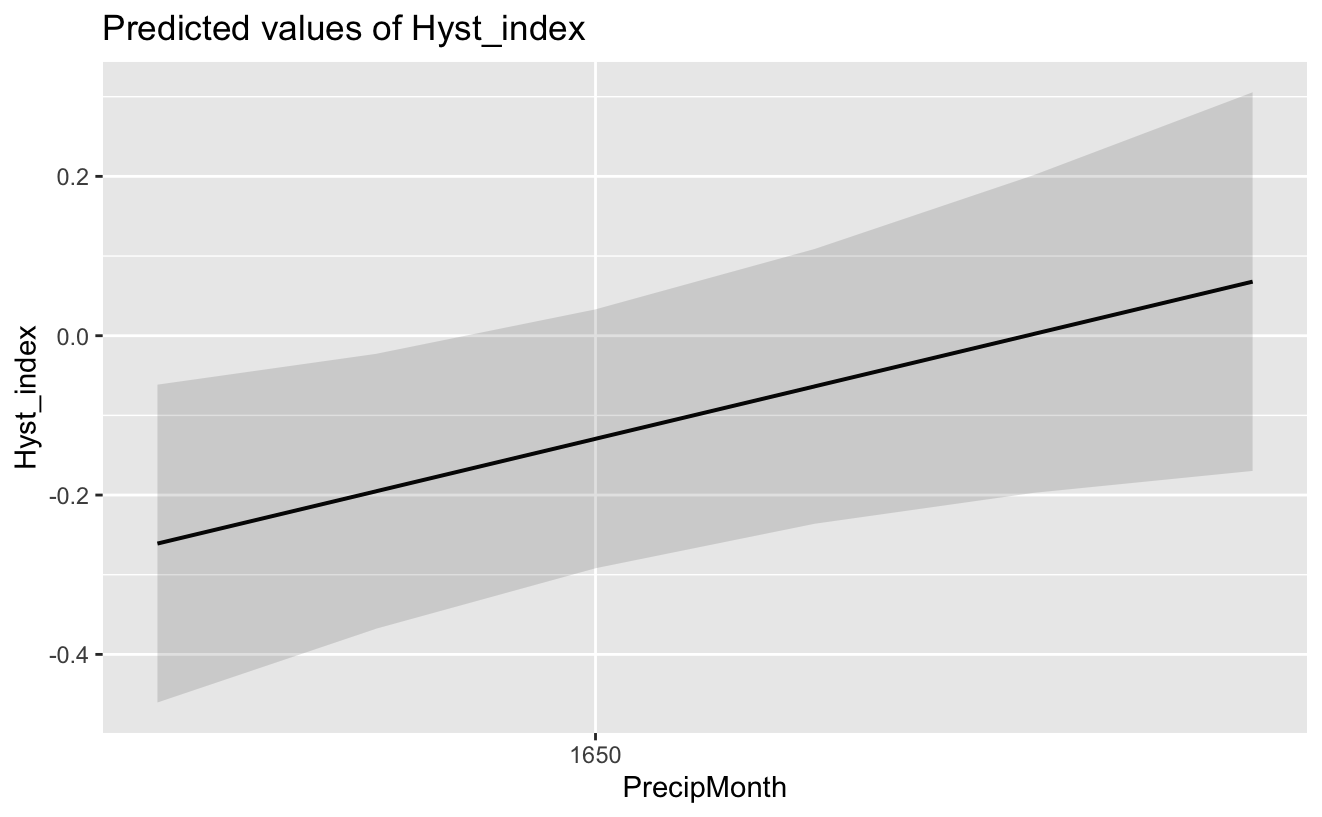 Predicted values of Hyst_index
Hyst_index
0.2
0.0
-0.2
-0.4
1650
PrecipMonth